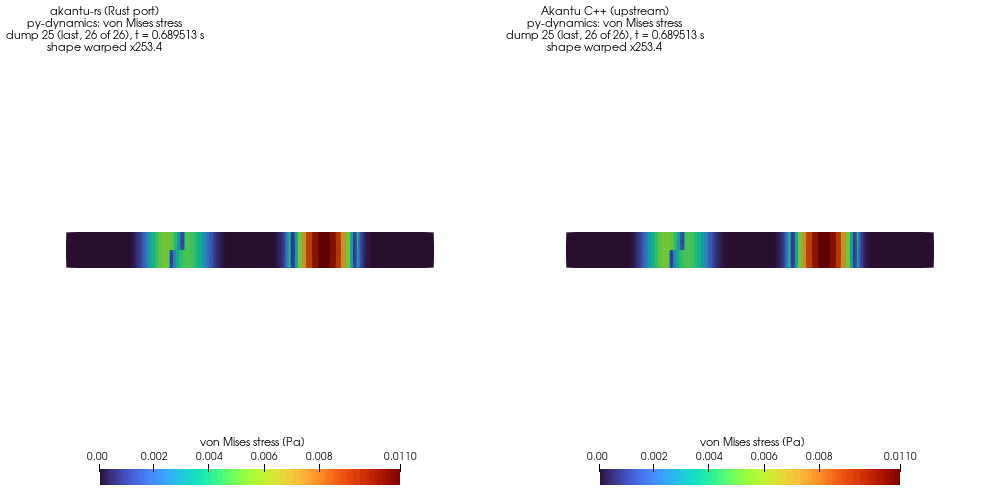 akantu-rs (Rust port)
py-dynamics: von Mises stress
dump 25 (last, 26 of 26), t = 0.689513 s
shape warped x253.4
Akantu C++ (upstream)
py-dynamics: von Mises stress
dump 25 (last, 26 of 26), t = 0.689513 s
shape warped x253.4
von Mises stress (Pa)
0.00 0.002 0.004 0.006 0.008 0.0110
von Mises stress (Pa)
0.00 0.002 0.004 0.006 0.008 0.0110